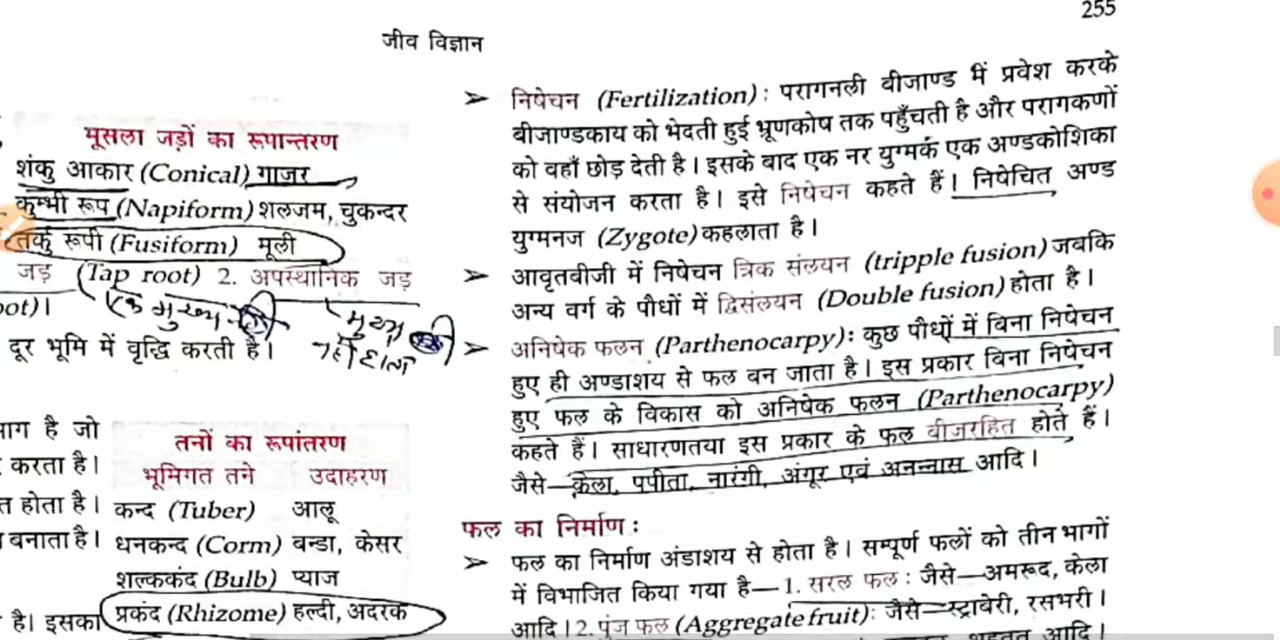 255
जीव विज्ञान
मूसला जड़ों का रूपान्तरण
शंकु आकार (Conical) गाजर
कुम्भी रूप (Napiform) शलजम, चुकन्दर
तर्कु रूपी (Fusiform) मूली
जड़ (Tap root) 2. अपस्थानिक जड़
oot)।
एक मुख्य
मुख्य
नहीं होता
दूर भूमि में वृद्धि करती है।
भाग है जो
करता है।
होता है।
बनाता है।
है। इसका
तनों का रूपांतरण
भूमिगत तने उदाहरण
कन्द (Tuber) आलू
धनकन्द (Corm) बन्डा, केसर
शल्ककंद (Bulb) प्याज
प्रकंद (Rhizome) हल्दी, अदरक
➢ निषेचन (Fertilization) : परागनली बीजाण्ड में प्रवेश करके
बीजाण्डकाय को भेदती हुई भ्रूणकोष तक पहुँचती है और परागकणों
को वहाँ छोड़ देती है। इसके बाद एक नर युग्मक एक अण्डकोशिका
से संयोजन करता है। इसे निषेचन कहते हैं। निषेचित अण्ड
युग्मनज (Zygote) कहलाता है।
➢ आवृतबीजी में निषेचन त्रिक संलयन (tripple fusion) जबकि
अन्य वर्ग के पौधों में द्विसंलयन (Double fusion) होता है।
➢ अनिषेक फलन (Parthenocarpy) : कुछ पौधों में बिना निषेचन
हुए ही अण्डाशय से फल बन जाता है। इस प्रकार बिना निषेचन
हुए फल के विकास को अनिषेक फलन (Parthenocarpy)
कहते हैं। साधारणतया इस प्रकार के फल बीजरहित होते हैं।
जैसे—केला, पपीता, नारंगी, अंगूर एवं अनन्नास आदि।
फल का निर्माण :
➢ फल का निर्माण अंडाशय से होता है। सम्पूर्ण फलों को तीन भागों
में विभाजित किया गया है—1. सरल फल : जैसे—अमरूद, केला
आदि। 2. पुंज फल (Aggregate fruit) : जैसे—स्ट्राबेरी, रसभरी।
शहतूत आदि।